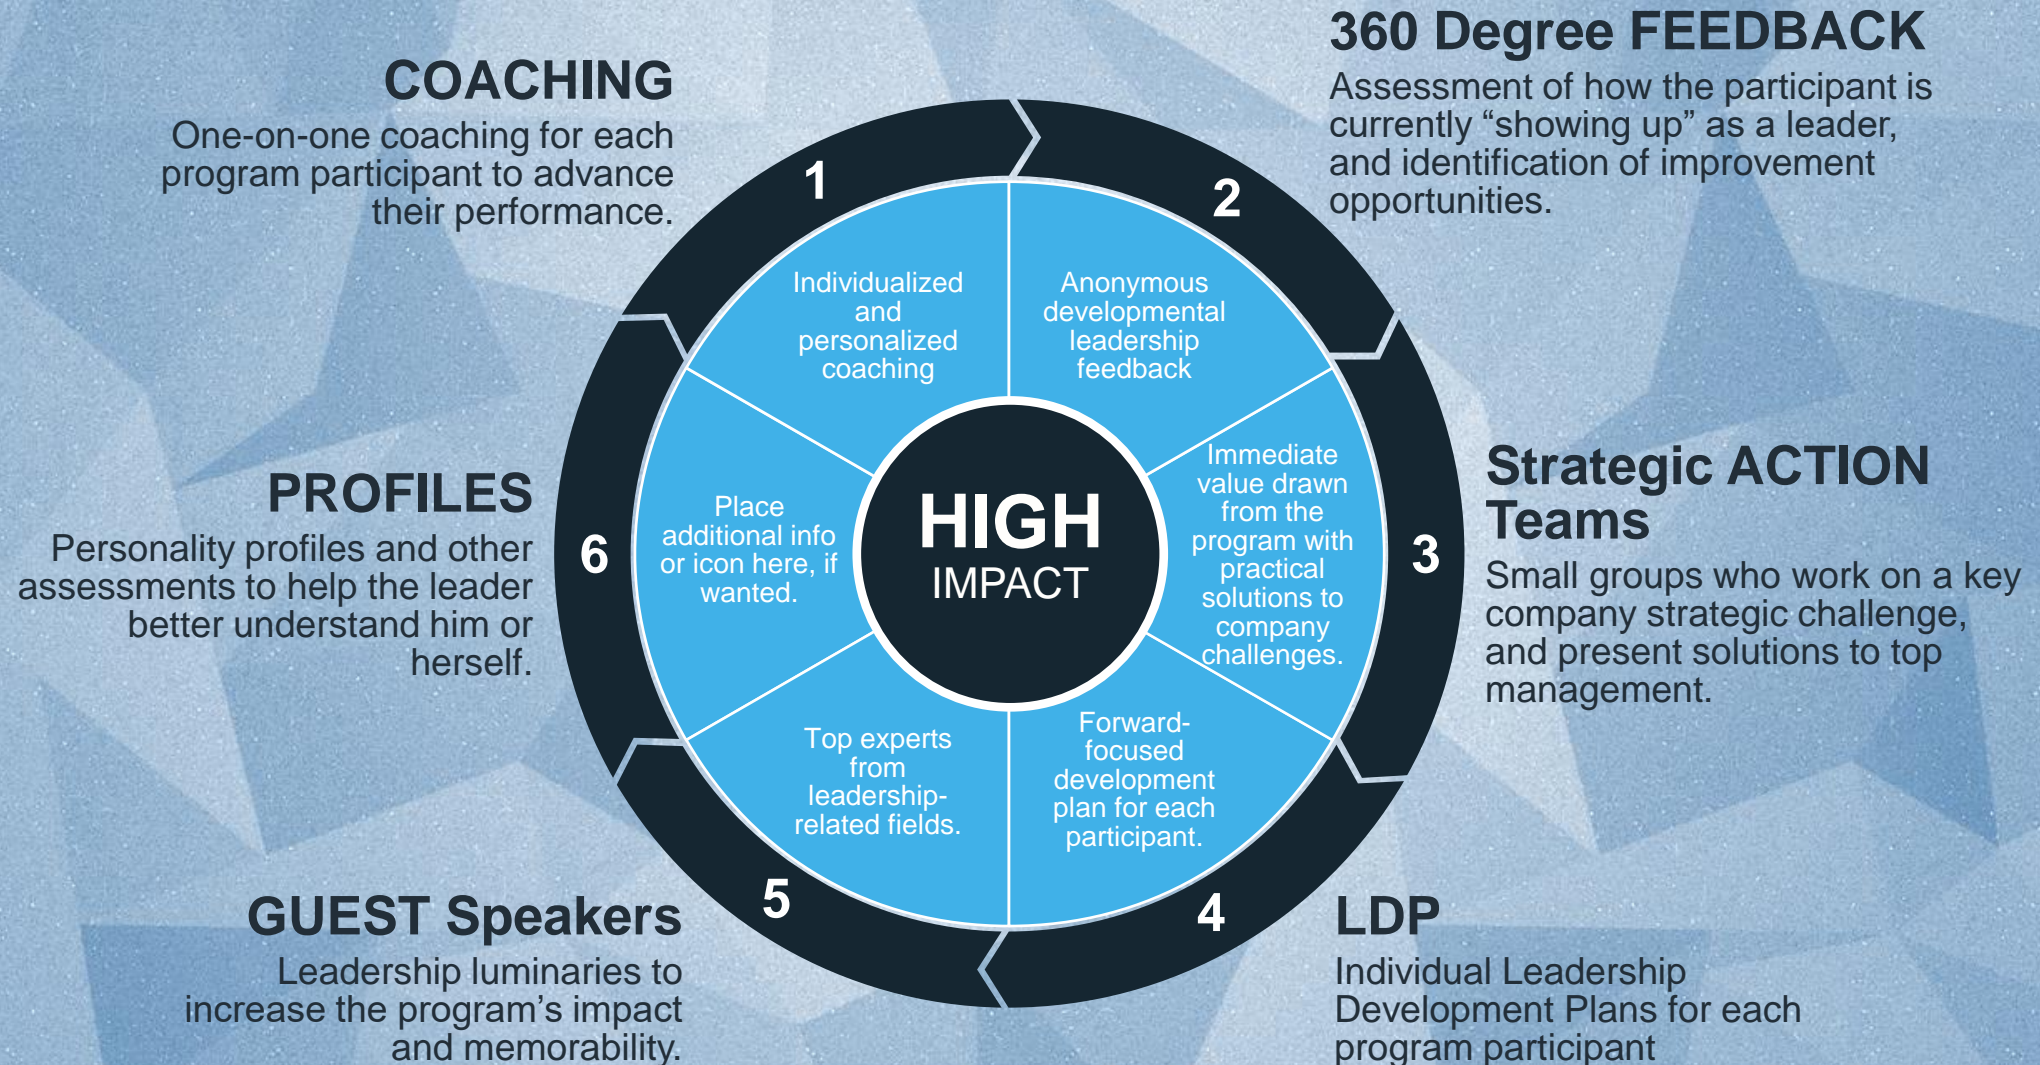 COACHING
One-on-one coaching for each
program participant to advance
their performance.
1
Individualized
and
personalized
coaching
360 Degree FEEDBACK
Assessment of how the participant is
currently “showing up” as a leader,
and identification of improvement
opportunities.
2
Anonymous
developmental
leadership
feedback
Strategic ACTION
Teams
Small groups who work on a key
company strategic challenge,
and present solutions to top
management.
3
Immediate
value drawn
from the
program with
practical
solutions to
company
challenges.
LDP
Individual Leadership
Development Plans for each
program participant
4
Forward-
focused
development
plan for each
participant.
GUEST Speakers
Leadership luminaries to
increase the program’s impact
and memorability.
5
Top experts
from
leadership-
related fields.
PROFILES
Personality profiles and other
assessments to help the leader
better understand him or
herself.
6
Place
additional info
or icon here, if
wanted.
HIGH
IMPACT